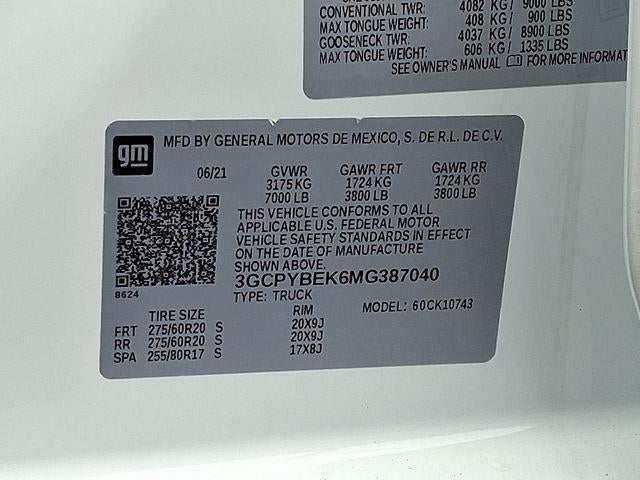 CONVENTIONAL TWR: 4082 KG/ 9000 LBS
MAX TONGUE WEIGHT: 408 KG/ 900 LBS
GOOSENECK TWR: 4037 KG/ 8900 LBS
MAX TONGUE WEIGHT: 606 KG/ 1335 LBS
SEE OWNER'S MANUAL FOR MORE INFORMAT
gm
MFD BY GENERAL MOTORS DE MEXICO, S. DE R.L. DE C.V.
06/21 GVWR GAWR FRT GAWR RR
3175 KG 1724 KG 1724 KG
7000 LB 3800 LB 3800 LB
THIS VEHICLE CONFORMS TO ALL
APPLICABLE U.S. FEDERAL MOTOR
VEHICLE SAFETY STANDARDS IN EFFECT
ON THE DATE OF MANUFACTURE
SHOWN ABOVE.
8624
3GCPYBEK6MG387040
TYPE: TRUCK MODEL: 60CK10743
TIRE SIZE RIM
FRT 275/60R20 S 20X9J
RR 275/60R20 S 20X9J
SPA 255/80R17 S 17X8J